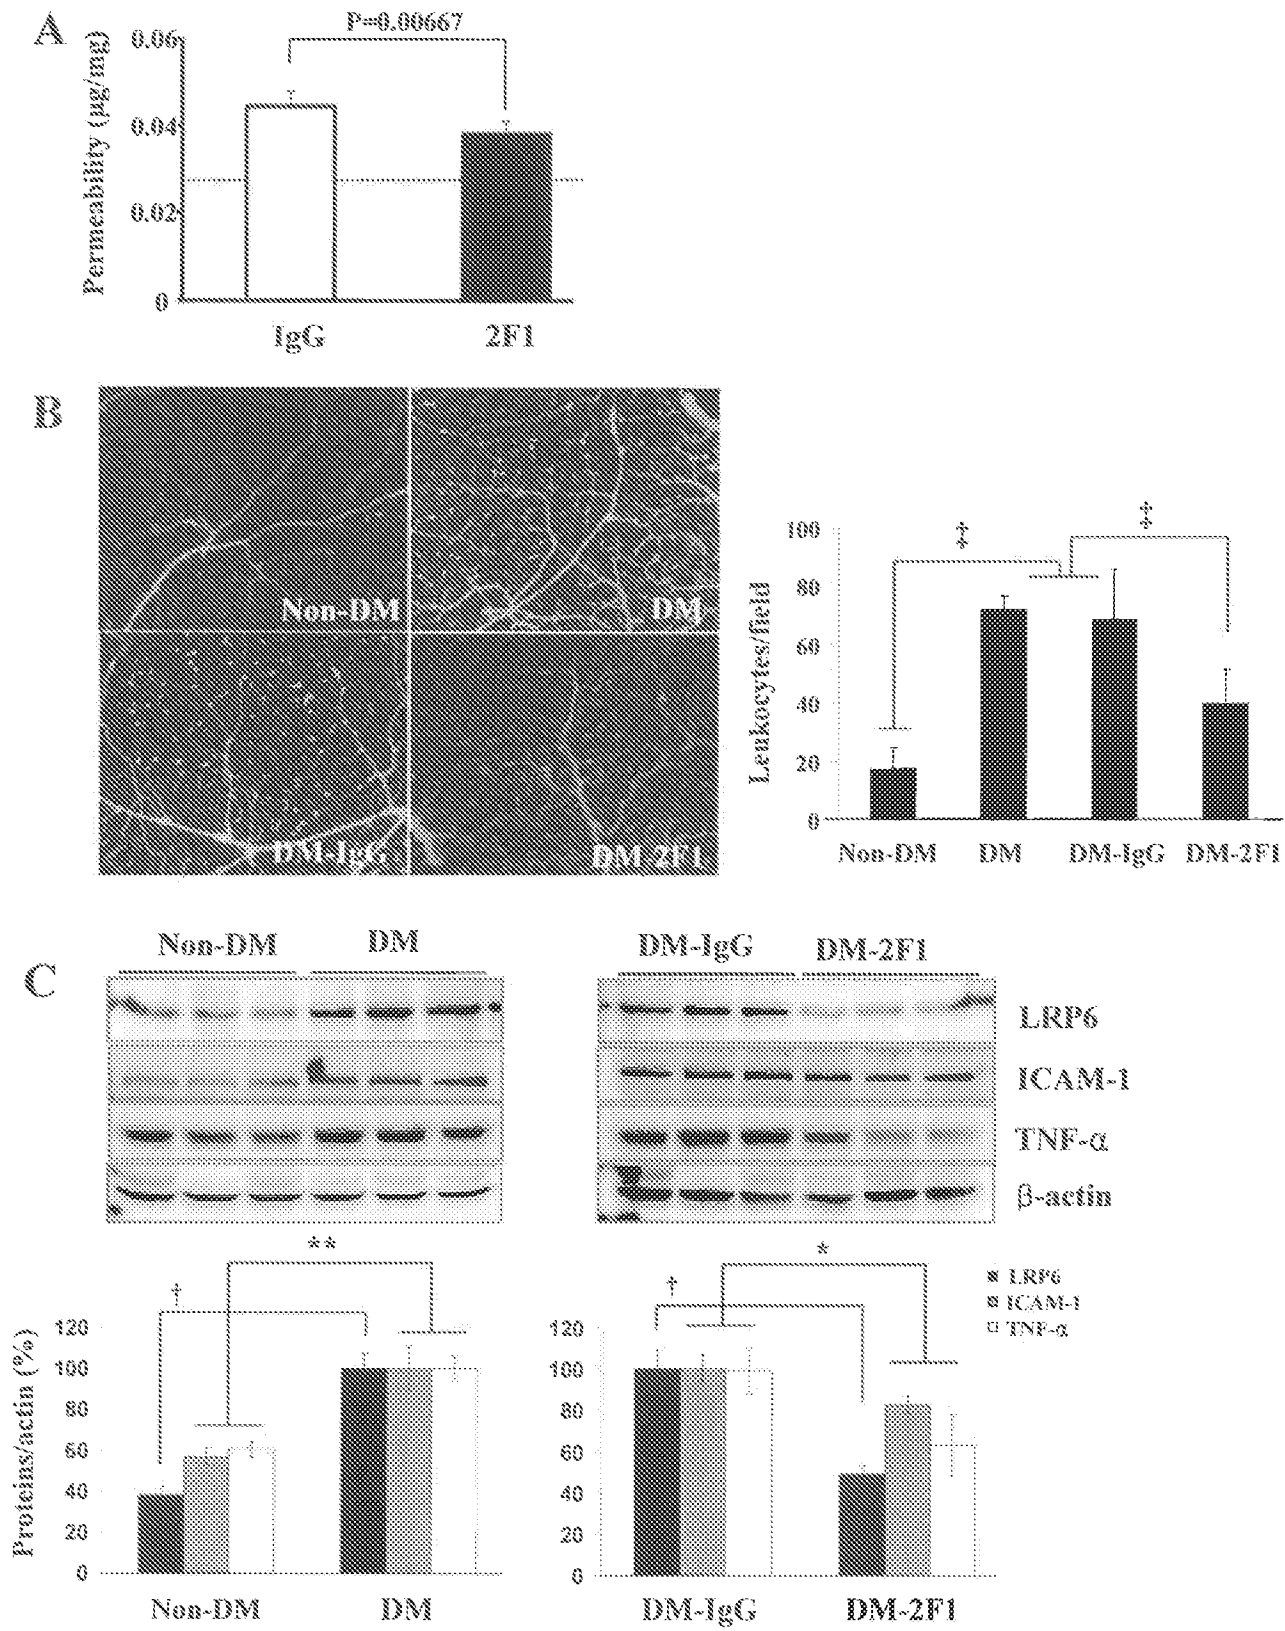 A
P=0.00667
Permeability (µg/mg)
0.06
0.04
0.02
0
IgG 2F1
B
Non-DM DM
DM-IgG DM-2F1
Leukocytes/field
‡ ‡
100
80
60
40
20
0
Non-DM DM DM-IgG DM-2F1
C
Non-DM DM DM-IgG DM-2F1
LRP6
ICAM-1
TNF-α
β-actin
Proteins/actin (%)
† **
120
100
80
60
40
20
0
Non-DM DM
† *
120
100
80
60
40
20
0
DM-IgG DM-2F1
LRP6
ICAM-1
TNF-α